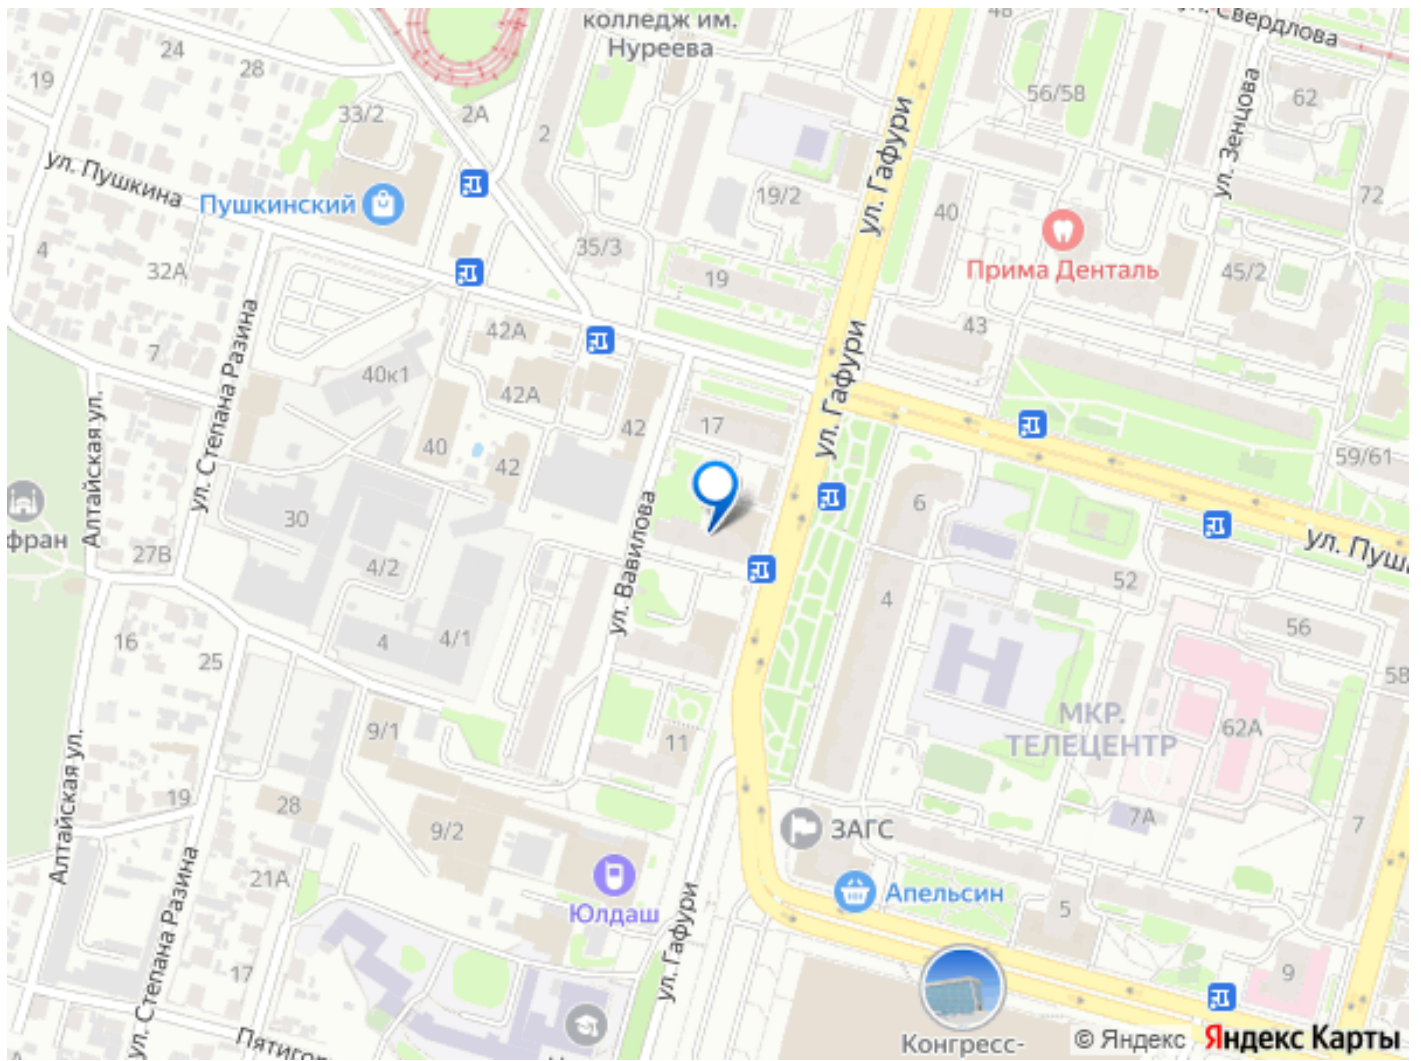 колледж им.
Нуреева
48
ул. Свердлова
24
28
19
33/2
2А
2
56/58
62
ул. Зенцова
ул. Гафури
ул. Пушкина
Пушкинский
19/2
40
72
4
32А
35/3
19
Прима Денталь
45/2
ул. Степана Разина
42А
43
7
40к1
ул. Гафури
42А
Алтайская ул.
40
42
17
42
59/61
фран
30
6
ул. Вавилова
ул. Пуш
27В
4/2
52
4
16
25
4
4/1
56
58
МКР.
ТЕЛЕЦЕНТР
62А
9/1
11
Алтайская ул.
19
28
9/2
7А
7
ЗАГС
ул. Степана Разина
21А
Юлдаш
Апельсин
5
ул. Гафури
17
9
Пятигор
Конгресс-
© Яндекс Яндекс Карты